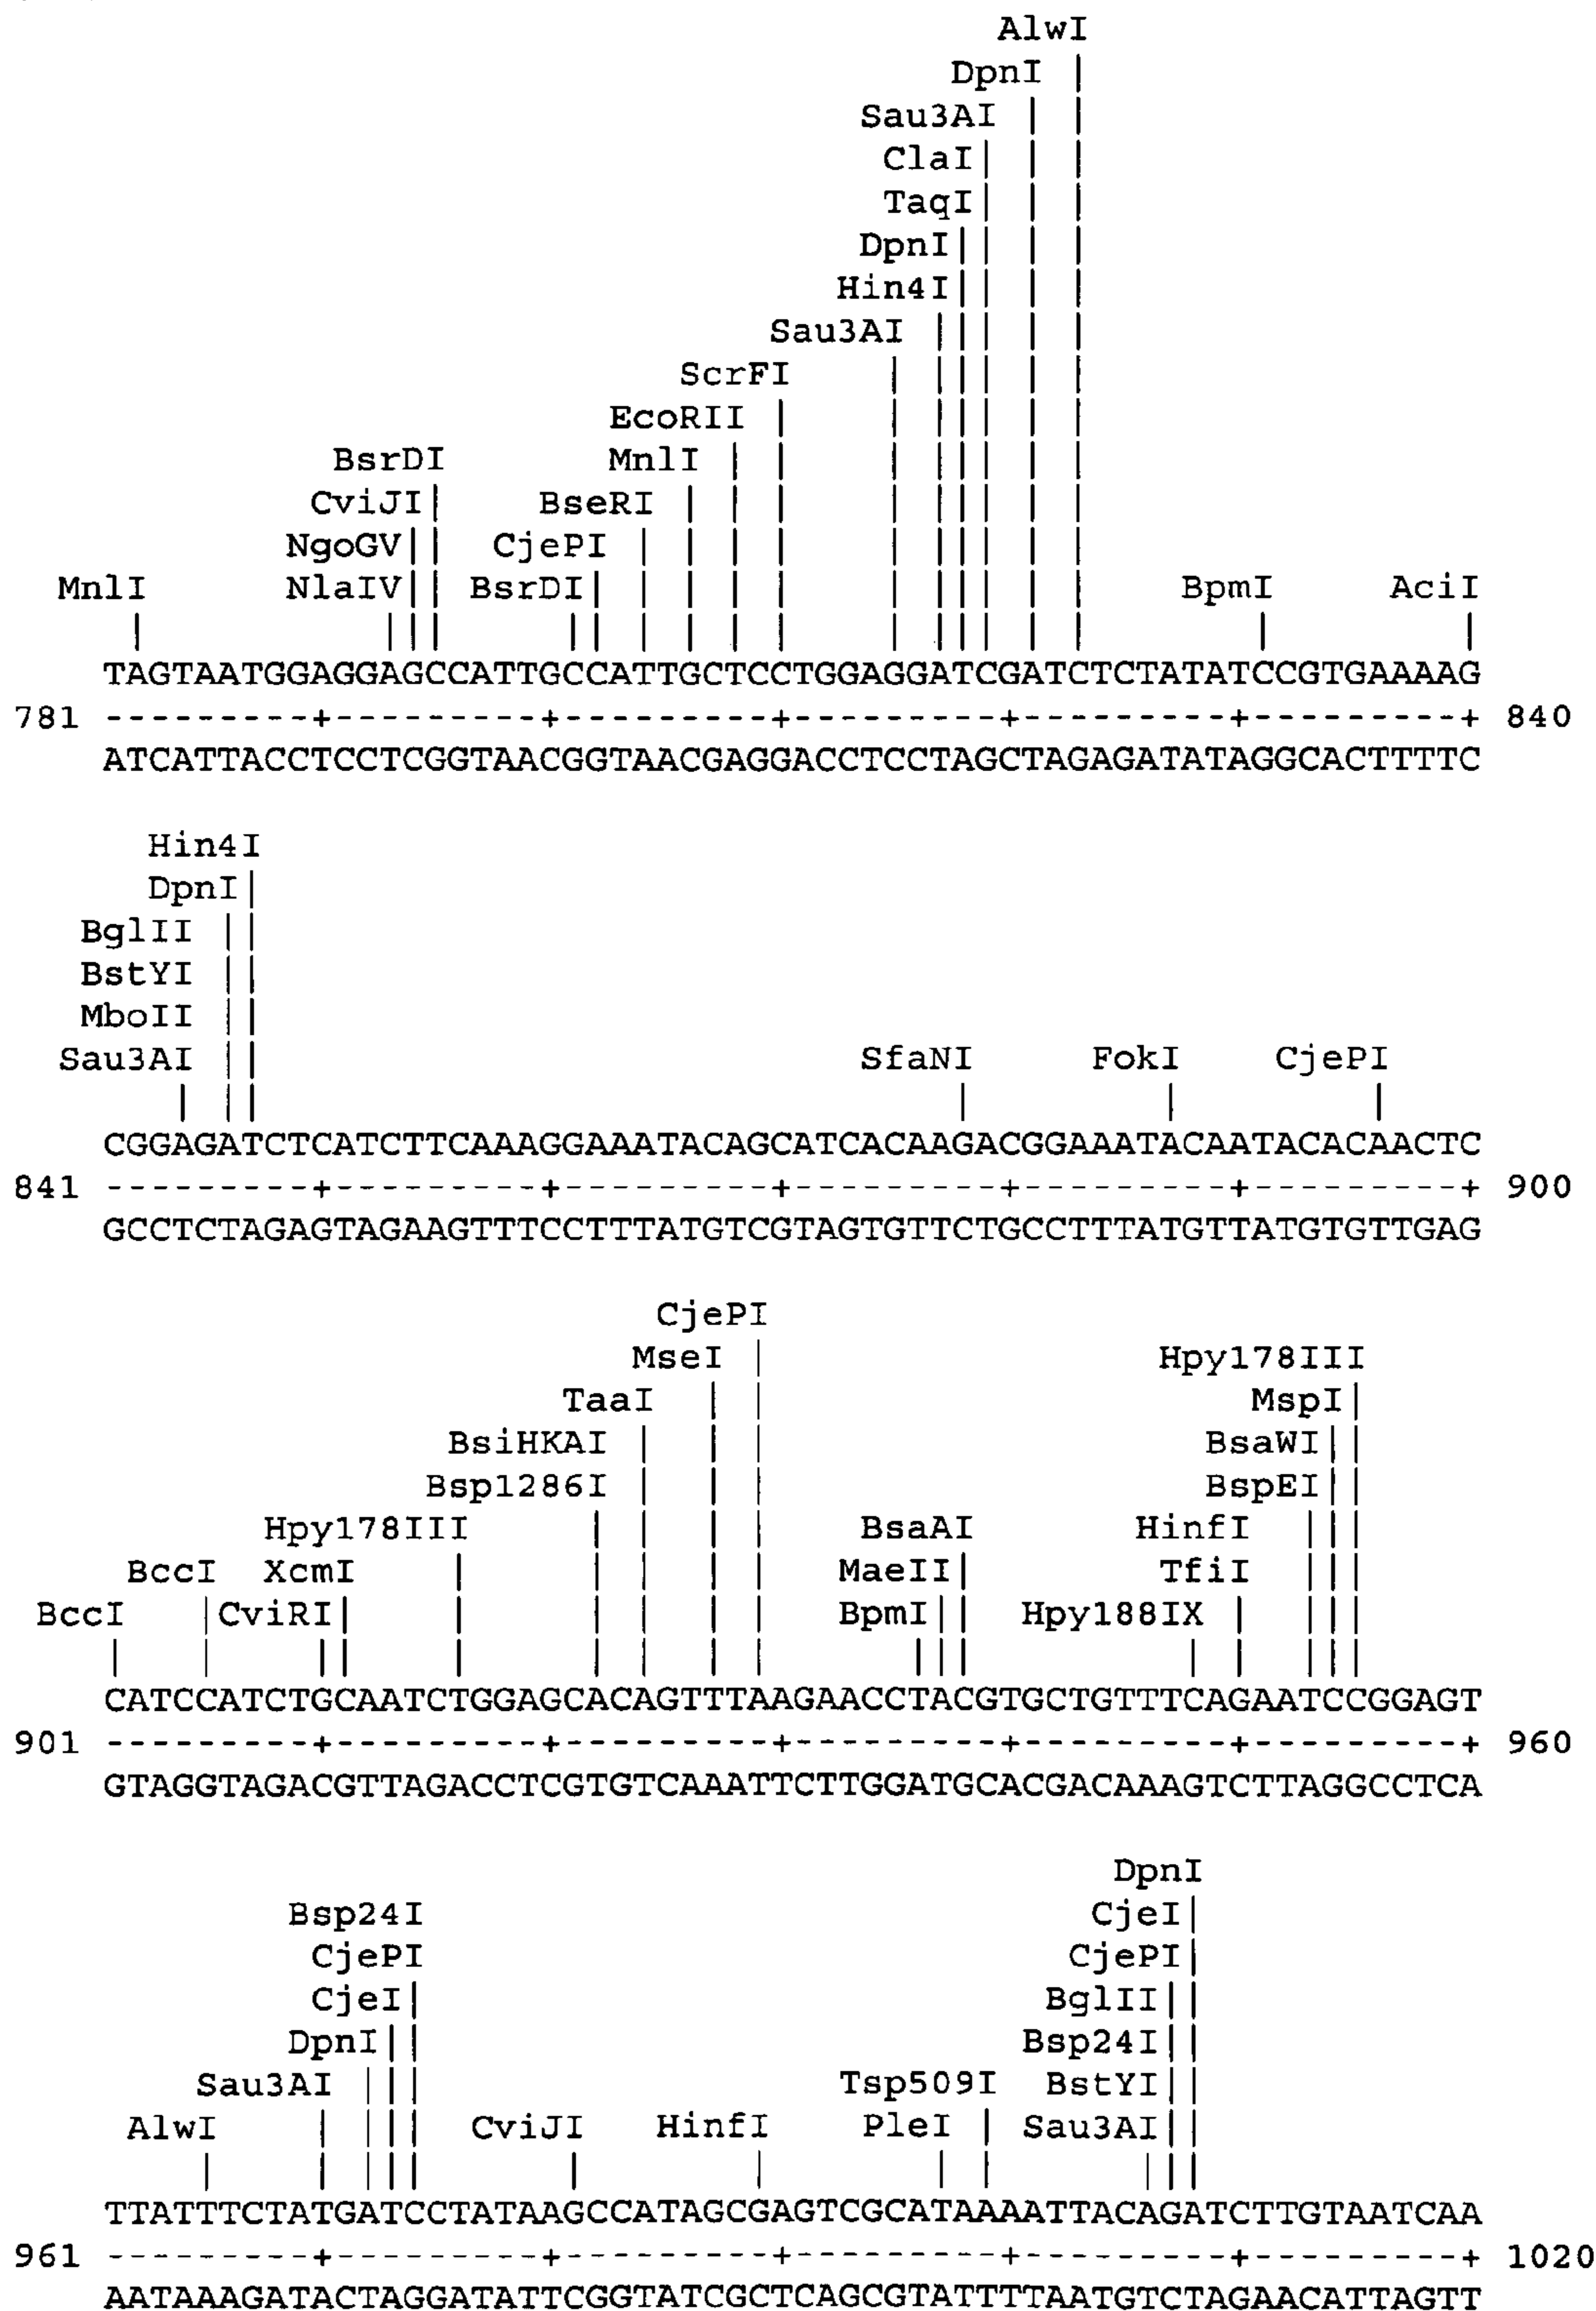 AlwI
DpnI
Sau3AI
ClaI
TaqI
DpnI
Hin4I
Sau3AI
ScrFI
EcoRII
BsrDI MnlI
CviJI BseRI
NgoGV CjePI
MnlI NlaIV BsrDI BpmI AciI
TAGTAATGGAGGAGCCATTGCCATTGCTCCTGGAGGATCGATCTCTATATCCGTGAAAAG
781 ---------+---------+---------+---------+---------+---------+ 840
ATCATTACCTCCTCGGTAACGGTAACGAGGACCTCCTAGCTAGAGATATAGGCACTTTTC
Hin4I
DpnI
BglII
BstYI
MboII
Sau3AI SfaNI FokI CjePI
CGGAGATCTCATCTTCAAAGGAAATACAGCATCACAAGACGGAAATACAATACACAACTC
841 ---------+---------+---------+---------+---------+---------+ 900
GCCTCTAGAGTAGAAGTTTCCTTTATGTCGTAGTGTTCTGCCTTTATGTTATGTGTTGAG
CjePI
MseI Hpy178III
TaaI MspI
BsiHKAI BsaWI
Bsp1286I BspEI
Hpy178III BsaAI HinfI
BccI XcmI MaeII TfiI
BccI CviRI BpmI Hpy188IX
CATCCATCTGCAATCTGGAGCACAGTTTAAGAACCTACGTGCTGTTTCAGAATCCGGAGT
901 ---------+---------+---------+---------+---------+---------+ 960
GTAGGTAGACGTTAGACCTCGTGTCAAATTCTTGGATGCACGACAAAGTCTTAGGCCTCA
DpnI
Bsp24I CjeI
CjePI CjePI
CjeI BglII
DpnI Bsp24I
Sau3AI Tsp509I BstYI
AlwI CviJI HinfI PleI Sau3AI
TTATTTCTATGATCCTATAAGCCATAGCGAGTCGCATAAAATTACAGATCTTGTAATCAA
961 ---------+---------+---------+---------+---------+---------+ 1020
AATAAAGATACTAGGATATTCGGTATCGCTCAGCGTATTTTAATGTCTAGAACATTAGTT